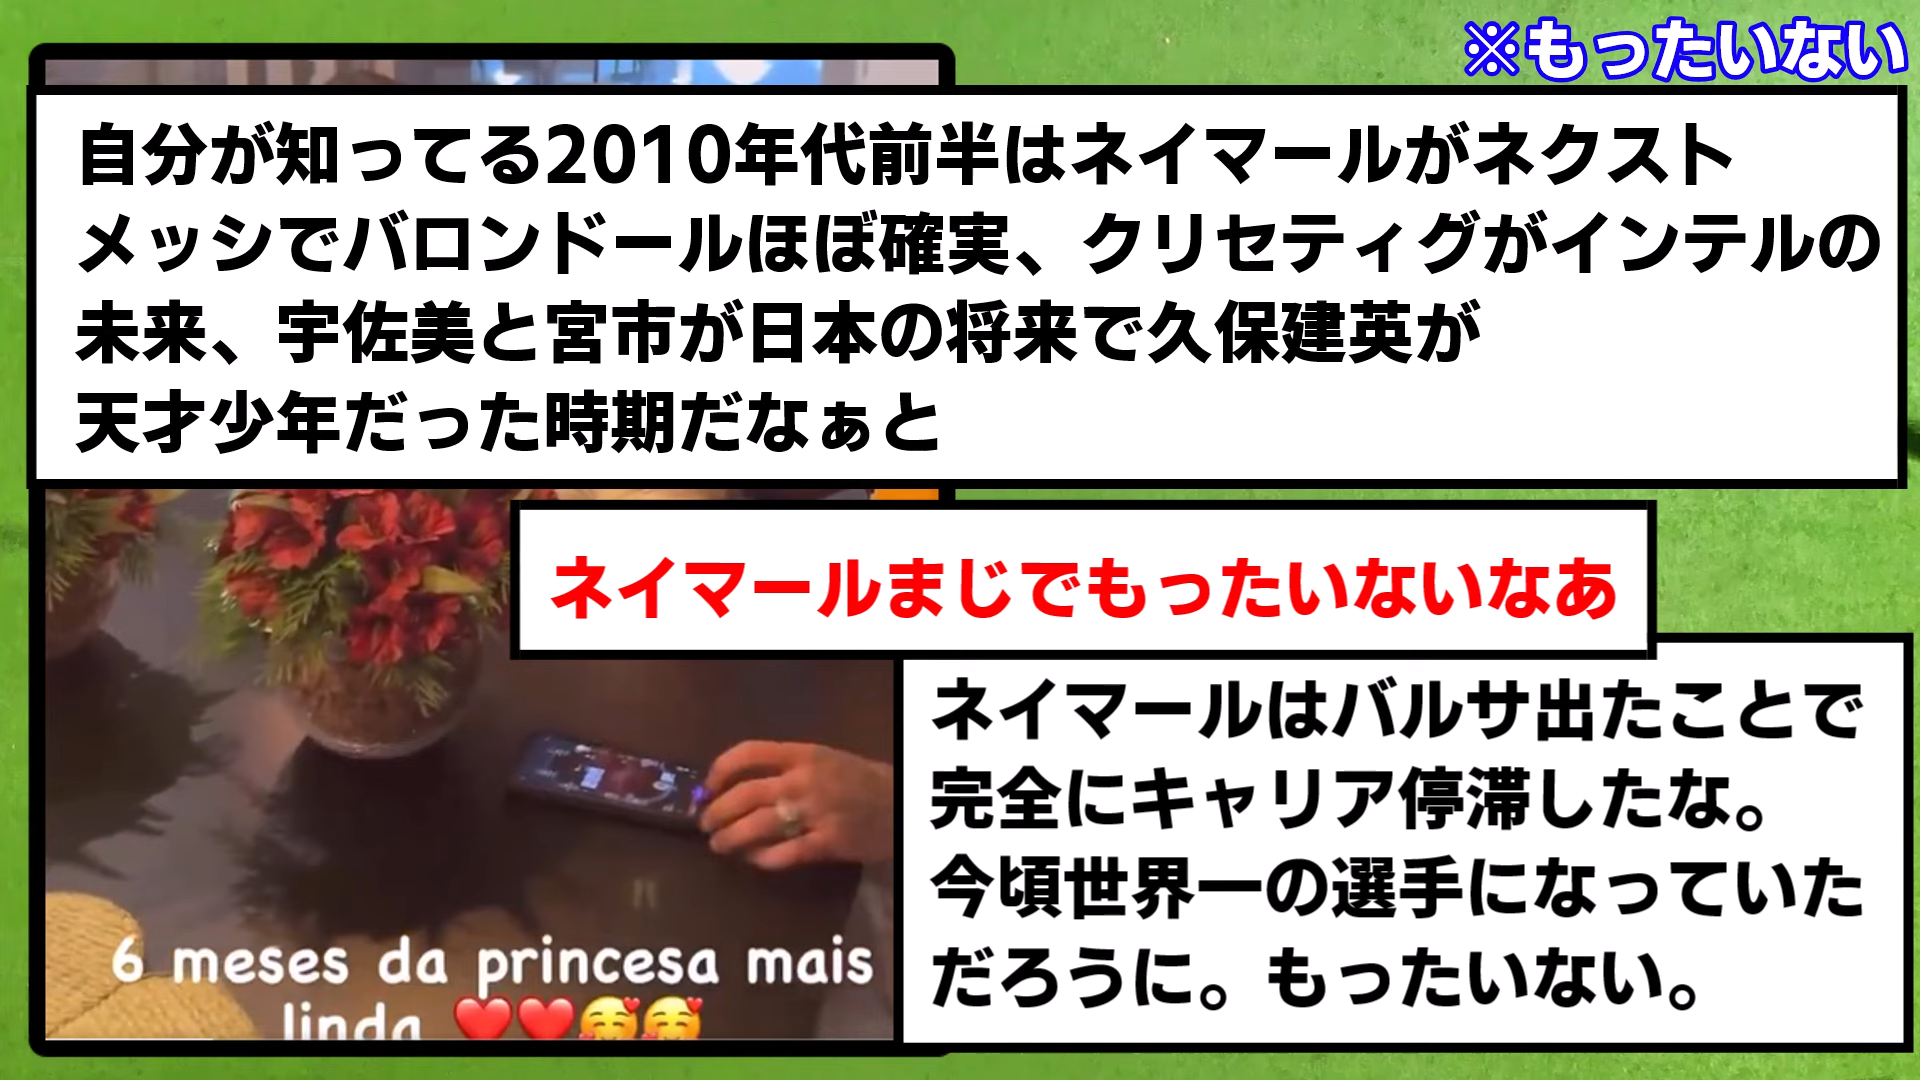 ※もったいない
自分が知ってる2010年代前半はネイマールがネクスト
メッシでバロンドールほぼ確実、クリセティグがインテルの
未来、宇佐美と宮市が日本の将来で久保建英が
天才少年だった時期だなぁと
ネイマールまじでもったいないなあ
ネイマールはバルサ出たことで
完全にキャリア停滞したな。
今頃世界一の選手になっていた
だろうに。もったいない。
6 meses da princesa mais
linda ❤️❤️🥰🥰